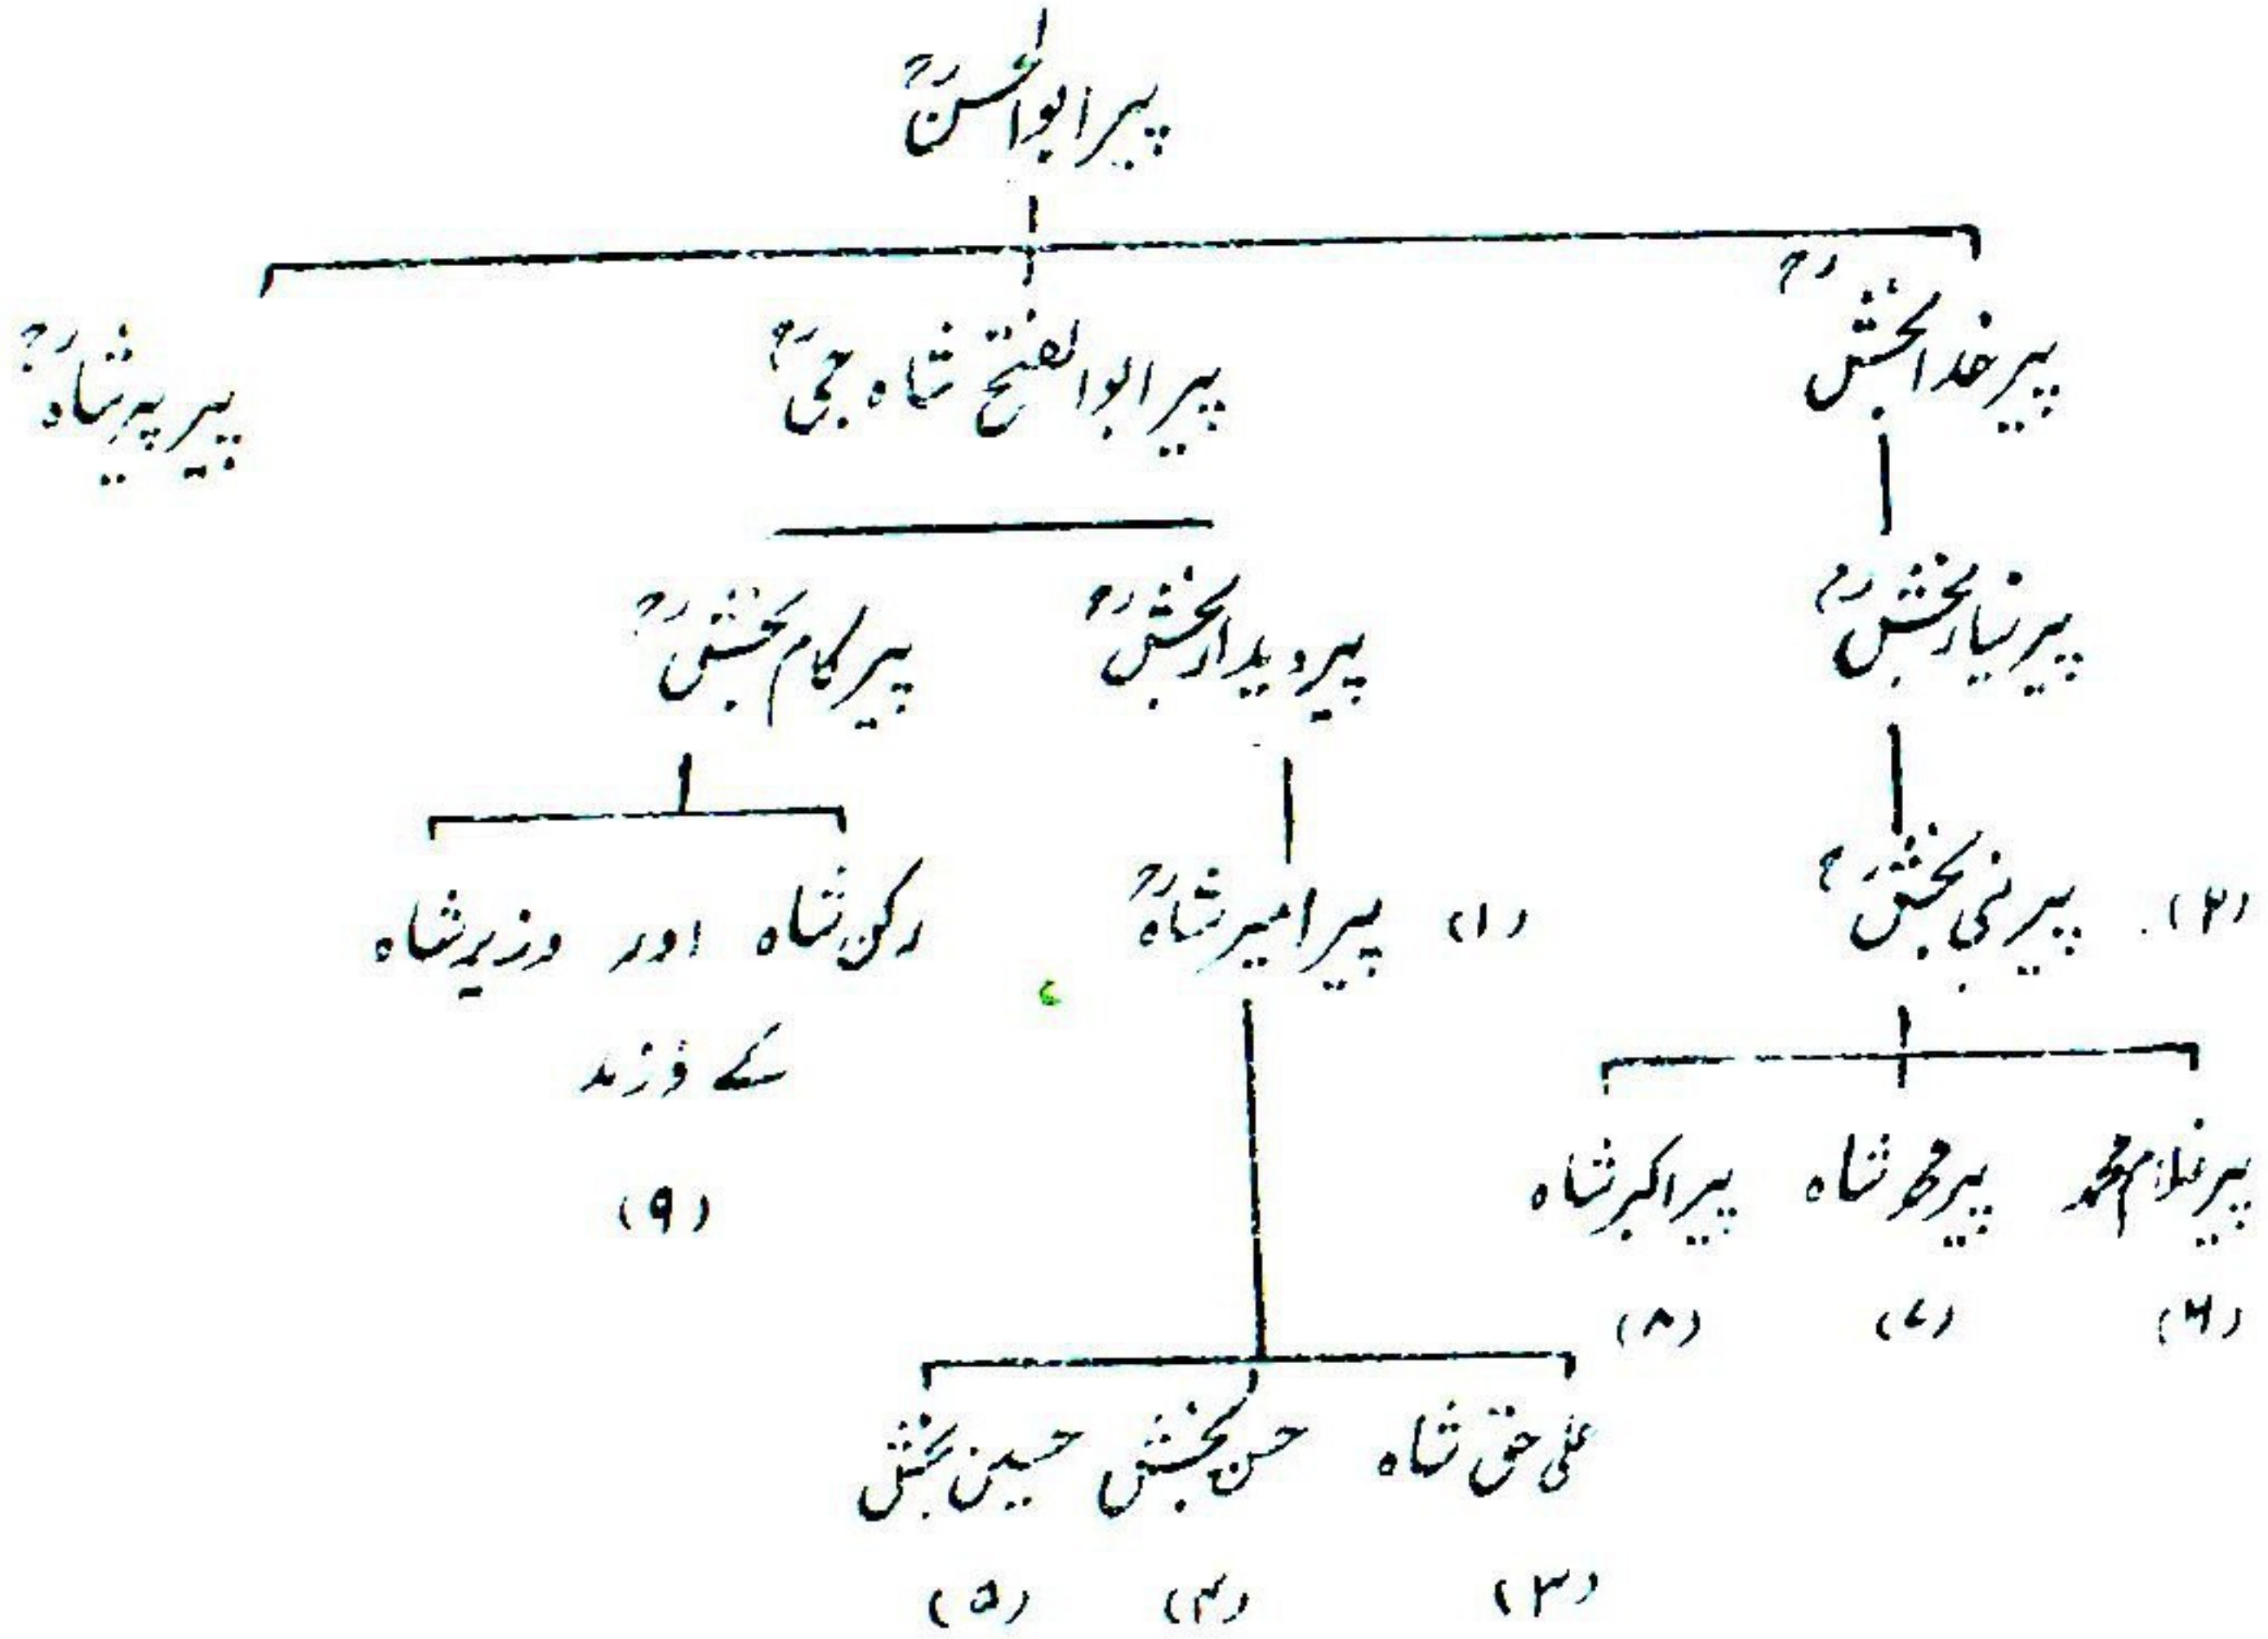 پیر ابوالحسنؒ
پیر خدا بخشؒ پیر ابوالفتح شاہ جیؒ پیر پیر شاہؒ
پیر نیاز بخشؒ پیر دیدار بخشؒ پیر کام بخشؒ
(۲) پیر نبی بخشؒ (۱) پیر امیر شاہؒ رکن شاہ اور وزیر شاہ
کے فرزند
پیر غلام محمد پیر محمد شاہ پیر اکبر شاہ (۹)
(۶) (۷) (۸)
علی حق شاہ حسن بخش حسین بخش
(۳) (۴) (۵)